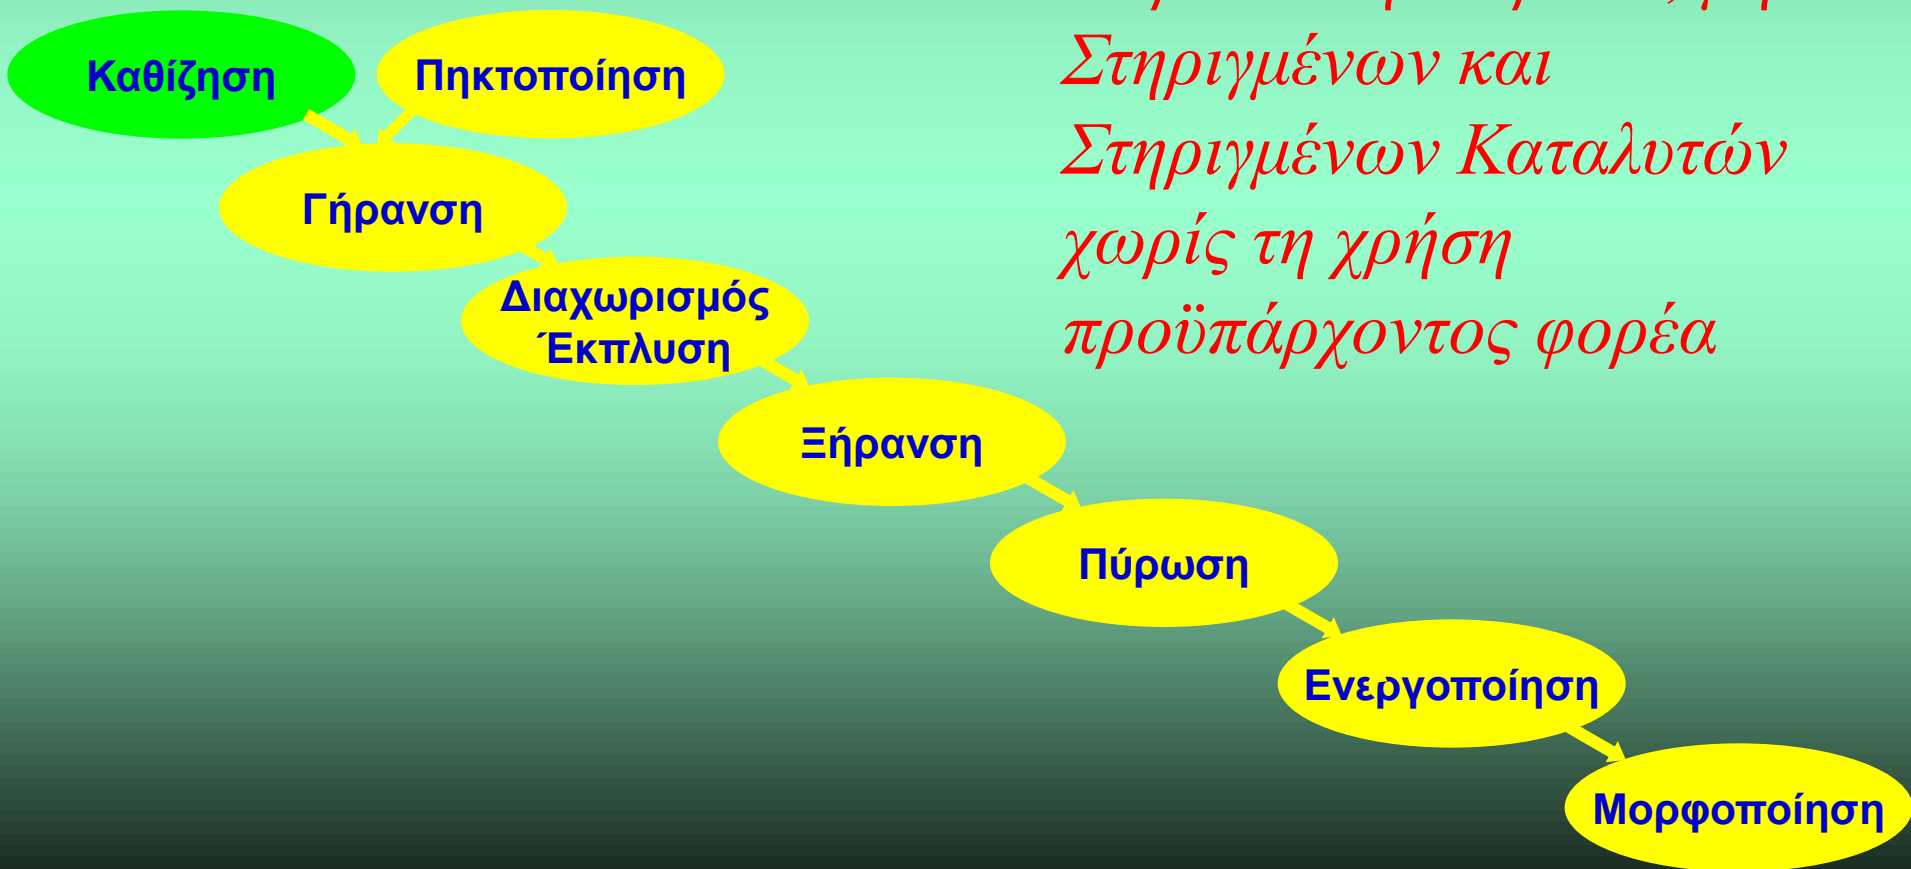 Στηριγμένων και
Στηριγμένων Καταλυτών
χωρίς τη χρήση
προϋπάρχοντος φορέα
Καθίζηση
Πηκτοποίηση
Γήρανση
Διαχωρισμός
Έκπλυση
Ξήρανση
Πύρωση
Ενεργοποίηση
Μορφοποίηση